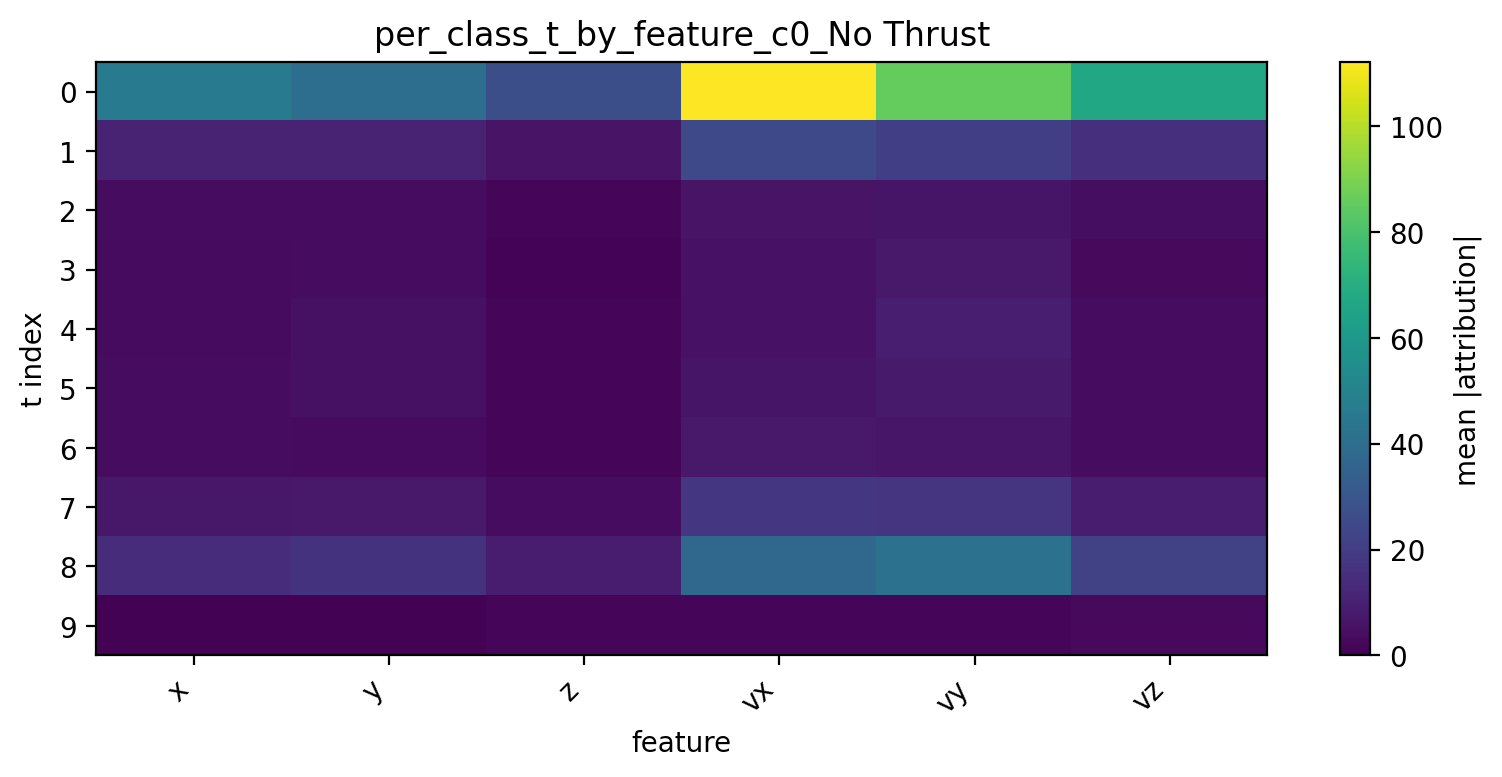 per_class_t_by_feature_c0_No Thrust
t index
0
1
2
3
4
5
6
7
8
9
x
y
z
vx
vy
vz
feature
100
80
60
40
20
0
mean |attribution|